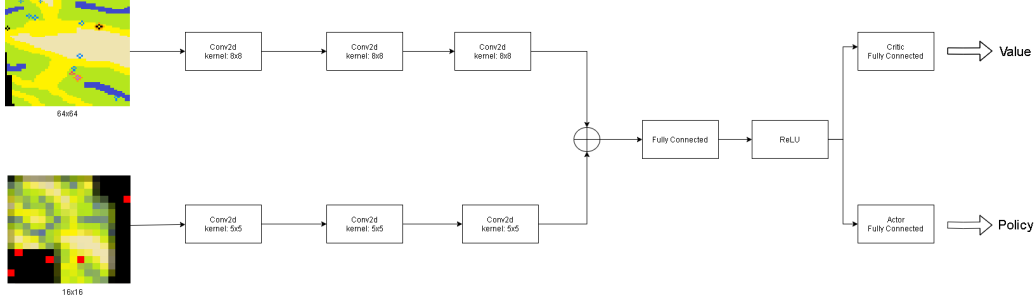 64x64
Conv2d
kernel: 8x8
Conv2d
kernel: 8x8
Conv2d
kernel: 8x8
Critic
Fully Connected
Value
Fully Connected
ReLU
16x16
Conv2d
kernel: 5x5
Conv2d
kernel: 5x5
Conv2d
kernel: 5x5
Actor
Fully Connected
Policy